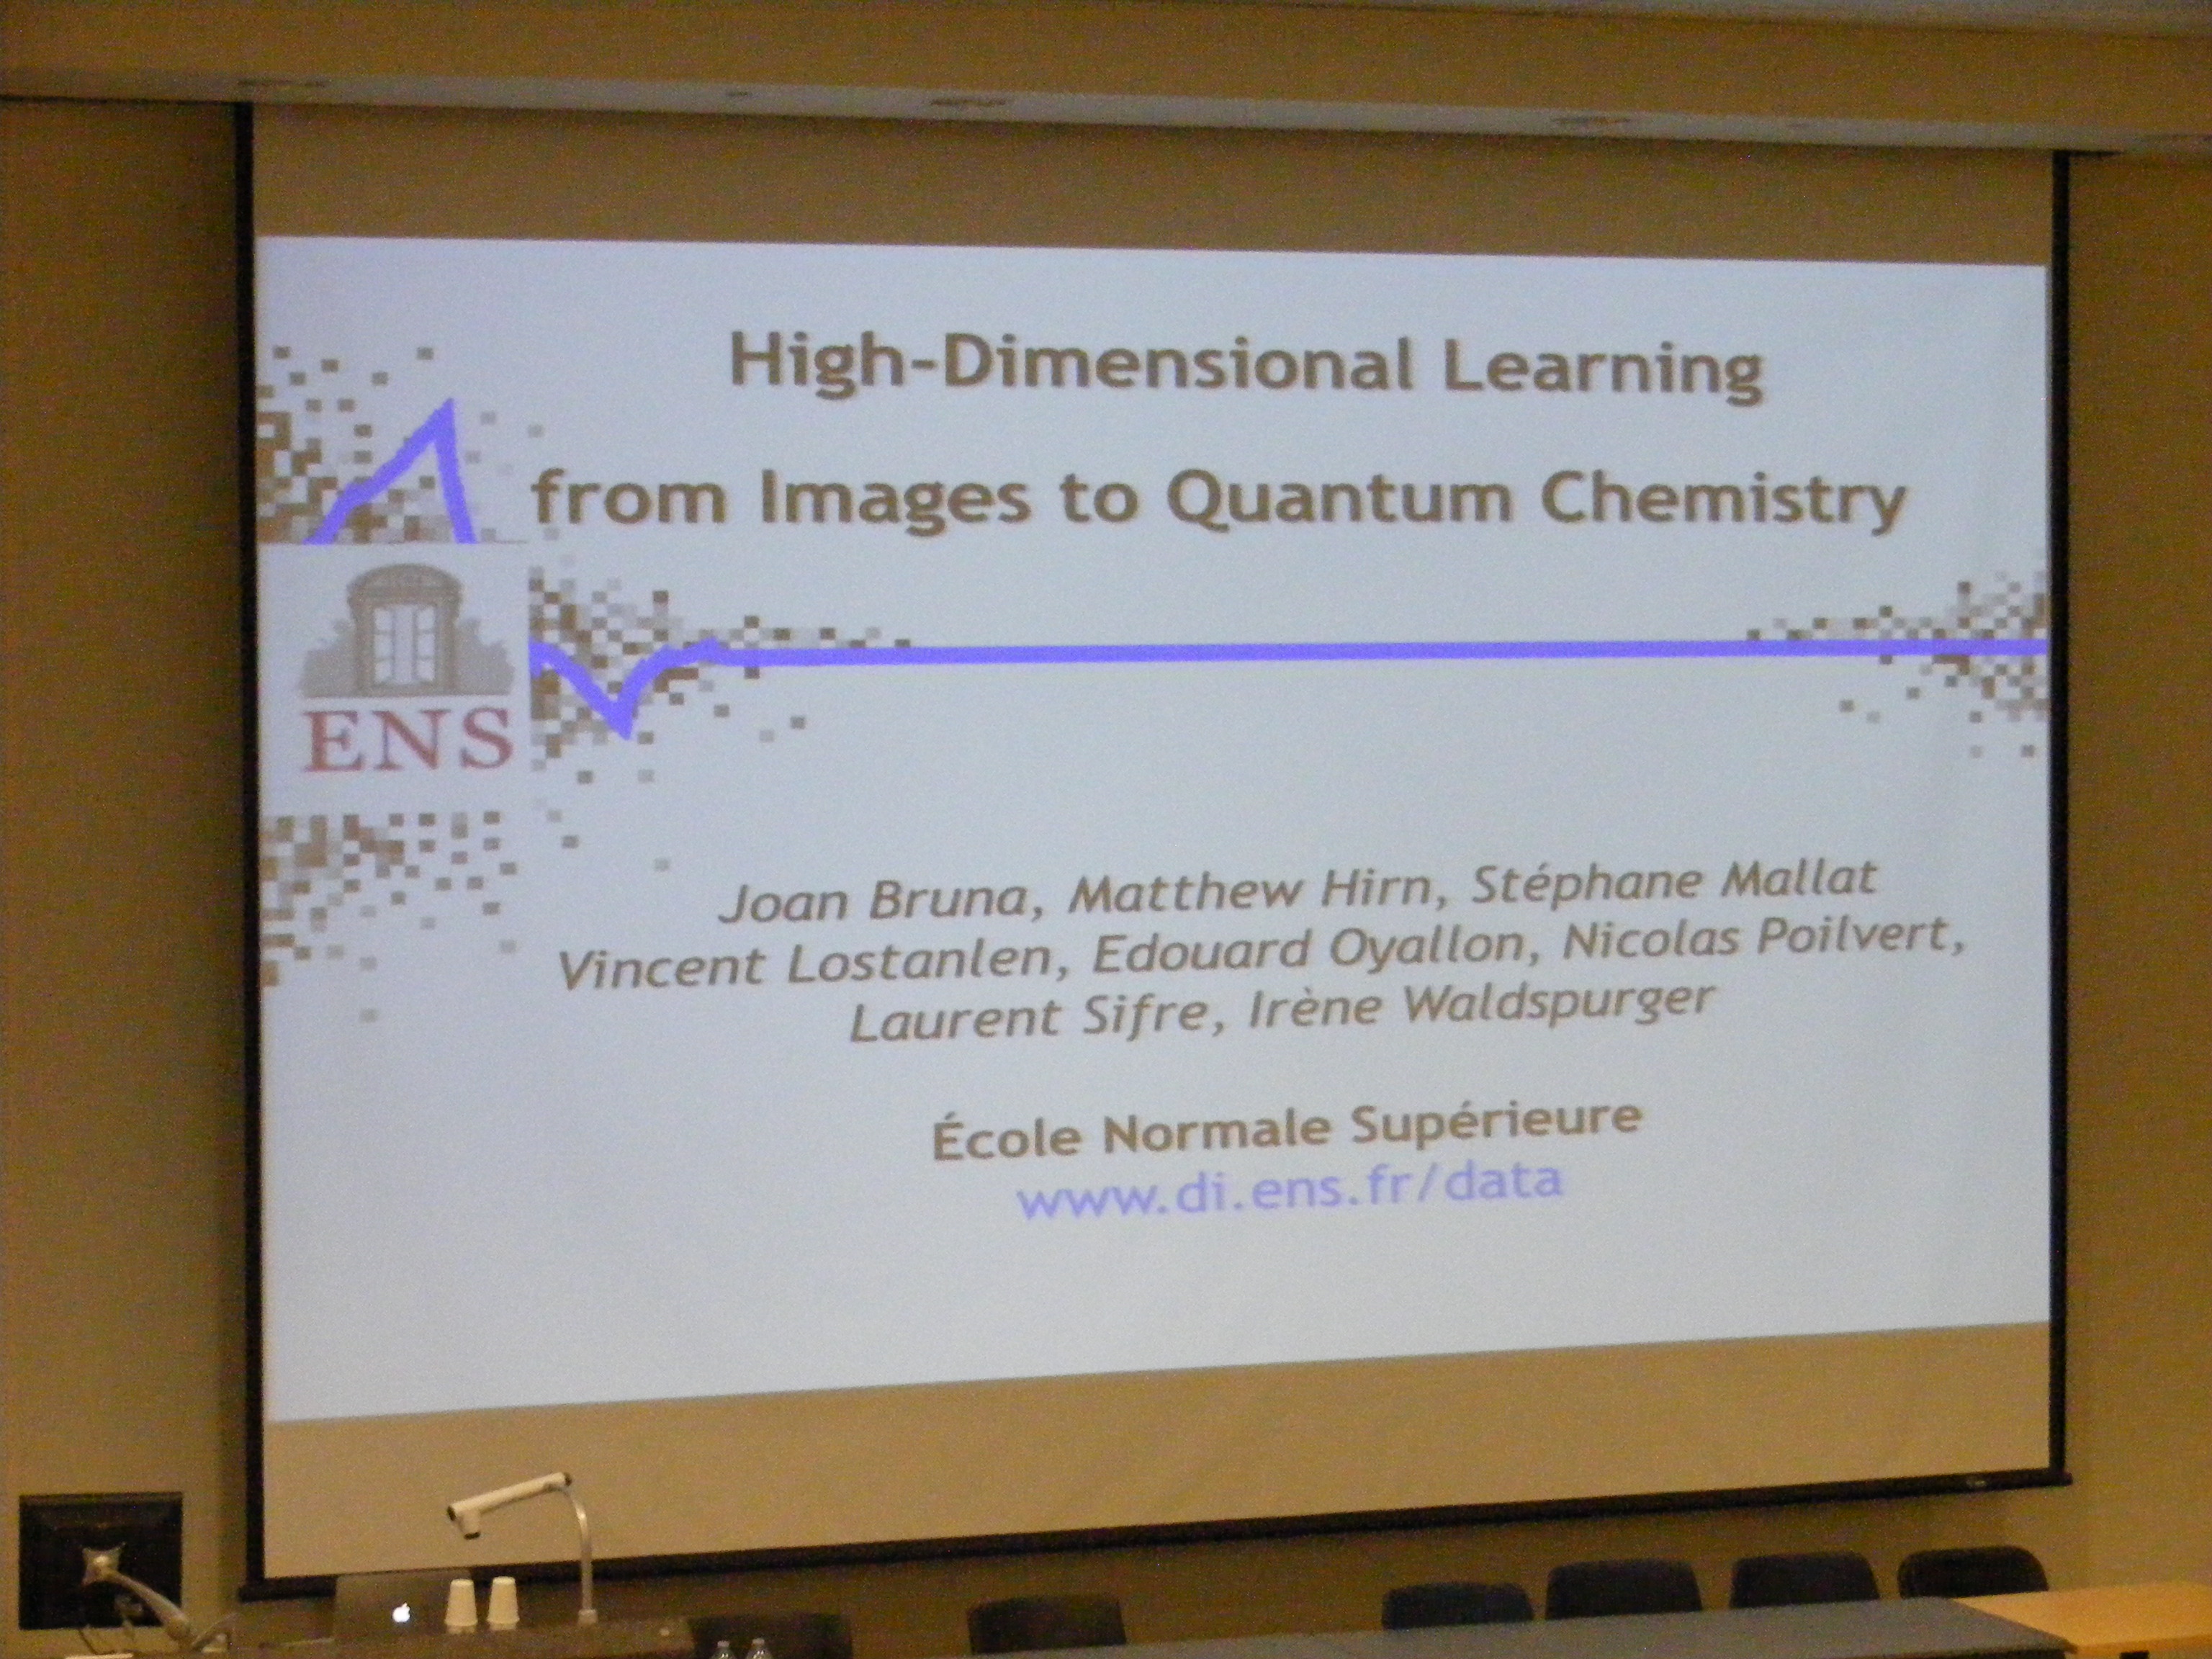 High-Dimensional Learning
from Images to Quantum Chemistry
ENS
Joan Bruna, Matthew Hirn, Stéphane Mallat
Vincent Lostanlen, Edouard Oyallon, Nicolas Poilvert,
Laurent Sifre, Irène Waldspurger
École Normale Supérieure
www.di.ens.fr/data